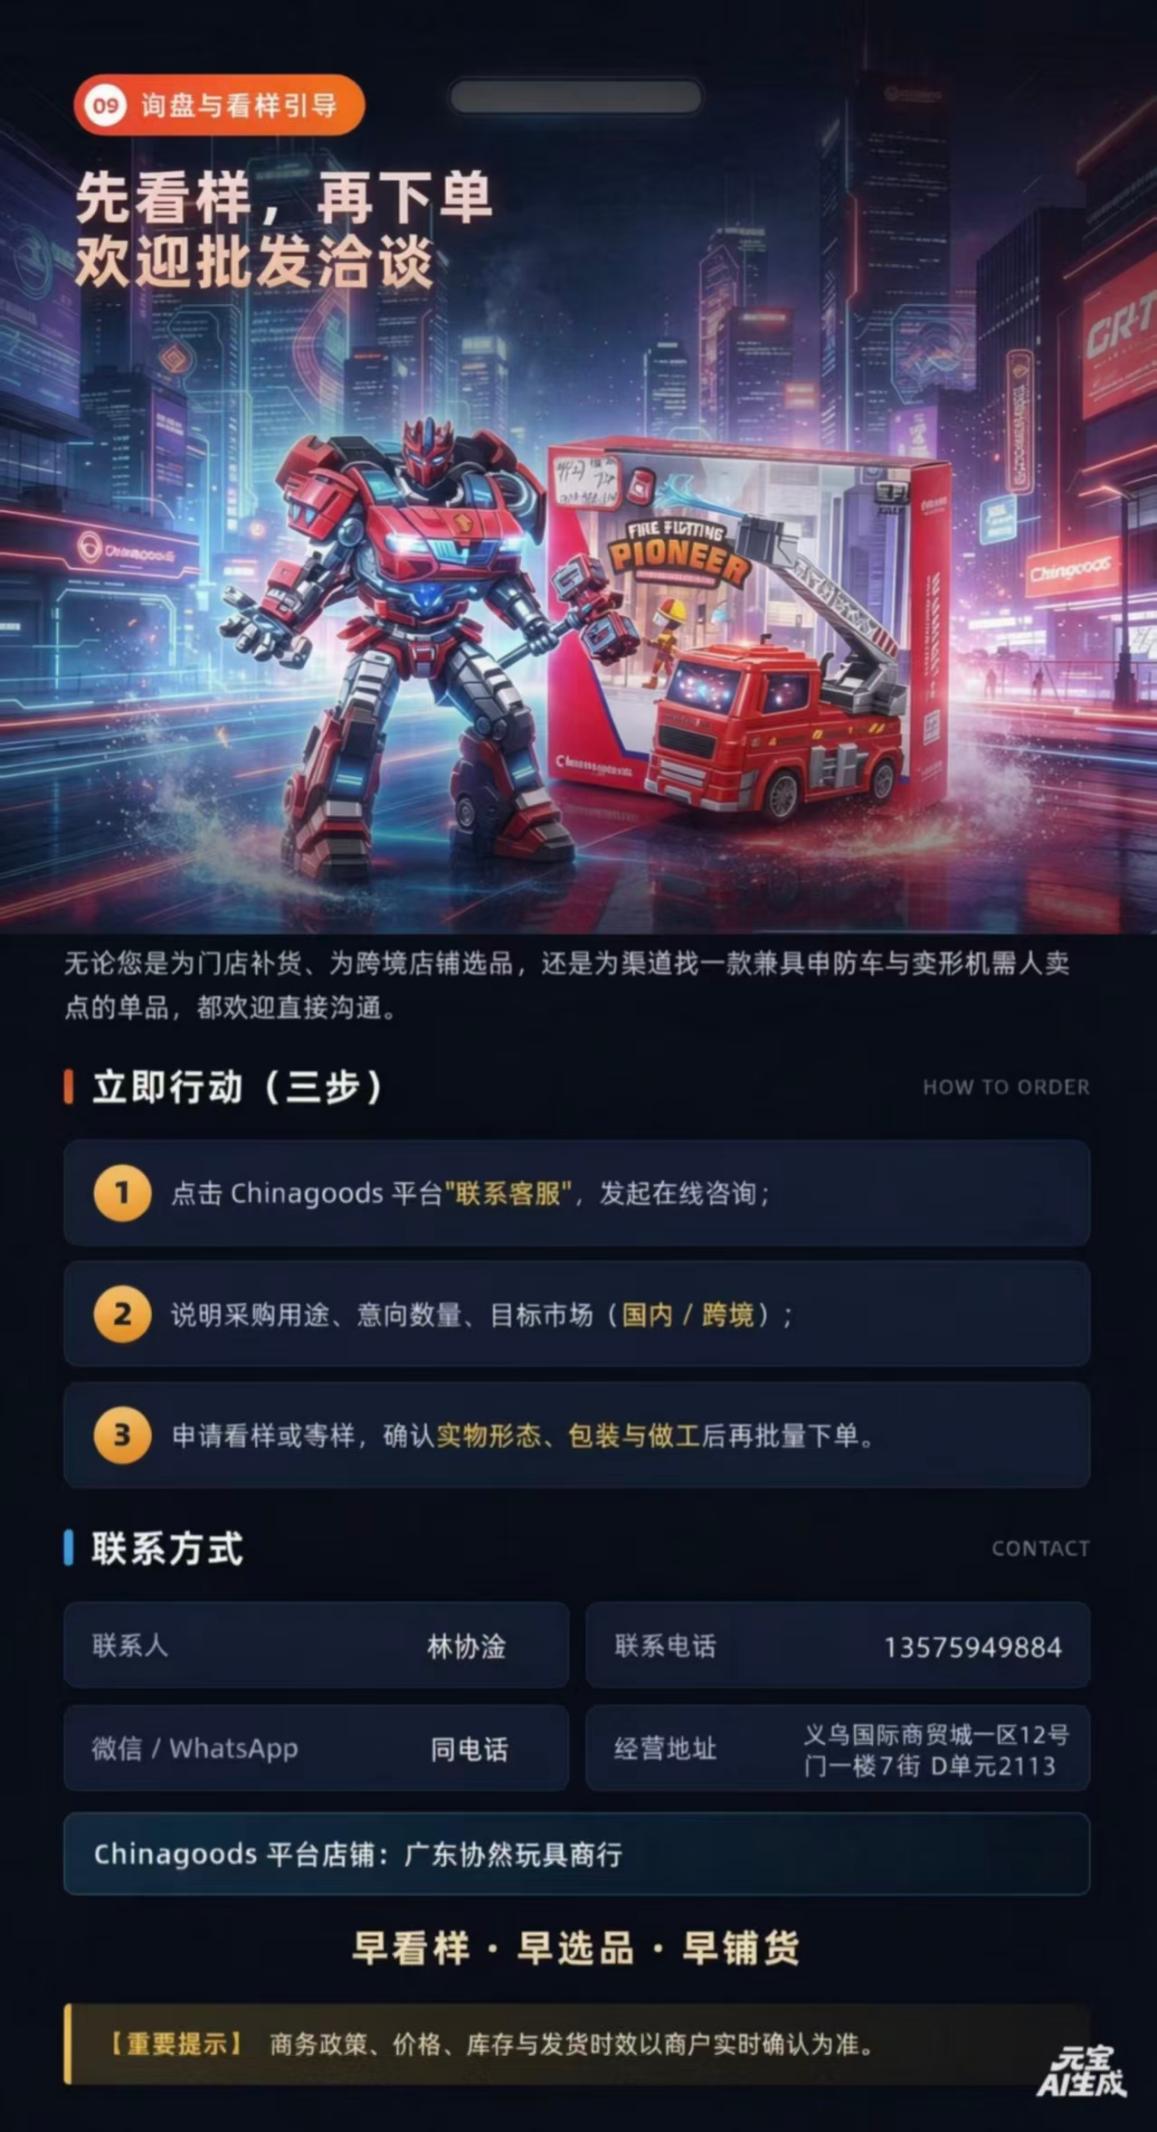 09 询盘与看样引导
先看样，再下单
欢迎批发洽谈
GRT
Chinagoods
FIRE FIGTING
PIONEER
Chingcoos
无论您是为门店补货、为跨境店铺选品，还是为渠道找一款兼具申防车与变形机需人卖
点的单品，都欢迎直接沟通。
立即行动（三步）
HOW TO ORDER
1 点击 Chinagoods 平台"联系客服"，发起在线咨询；
2 说明采购用途、意向数量、目标市场（国内 / 跨境）；
3 申请看样或寄样，确认实物形态、包装与做工后再批量下单。
联系方式
CONTACT
联系人 林协淦
联系电话 13575949884
微信 / WhatsApp 同电话
经营地址 义乌国际商贸城一区12号
门一楼7街 D单元2113
Chinagoods 平台店铺：广东协然玩具商行
早看样 · 早选品 · 早铺货
【重要提示】 商务政策、价格、库存与发货时效以商户实时确认为准。
元宝
AI生成